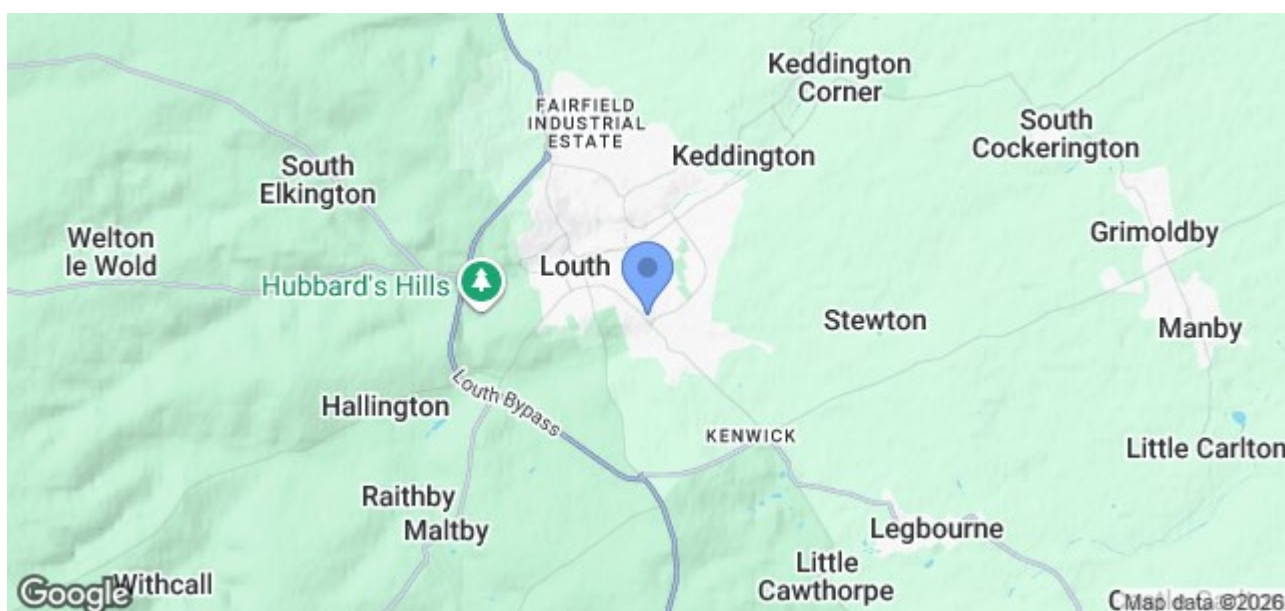 Keddington
Corner
FAIRFIELD
INDUSTRIAL
ESTATE
South
Cockerington
Keddington
South
Elkington
Grimoldby
Welton
le Wold
Louth
Hubbard's Hills
Stewton
Manby
Louth Bypass
Hallington
KENWICK
Little Carlton
Raithby
Maltby
Legbourne
Little
Cawthorpe
Withcall
Google
Map data ©2026